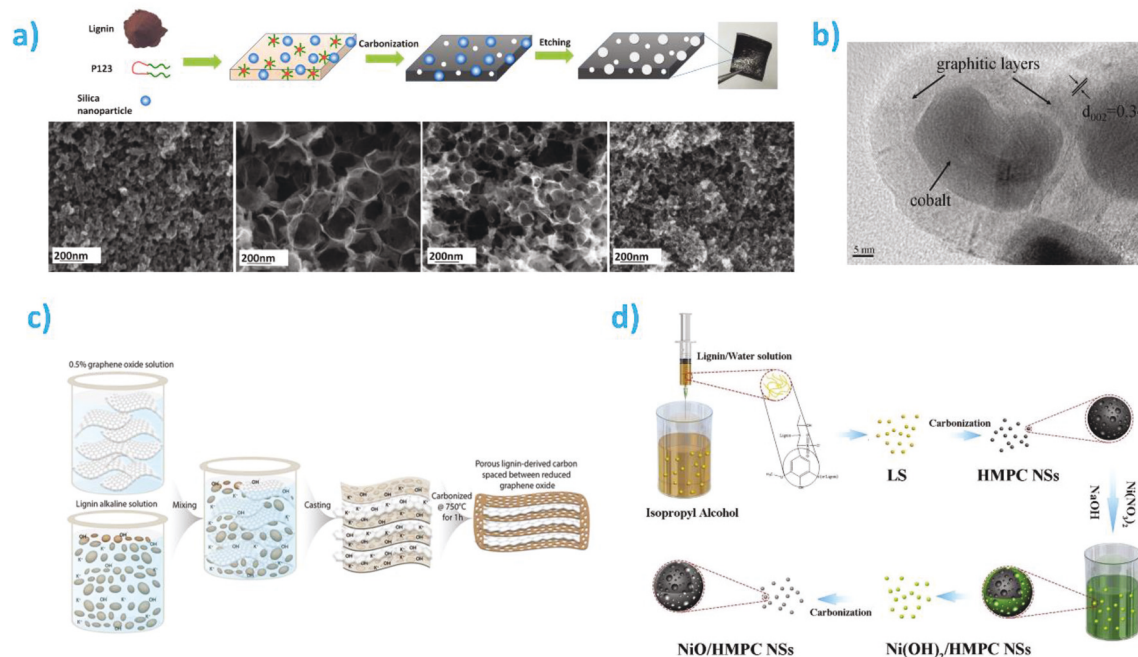 a)
Lignin
P123
Silica
nanoparticle
Carbonization
Etching
200nm
200nm
200nm
200nm
b)
graphitic layers
d002=0.3
cobalt
5 nm
c)
0.5% graphene oxide solution
Lignin alkaline solution
Mixing
Casting
Carbonized
@ 750°C
for 1h
Porous lignin-derived carbon
spaced between reduced
graphene oxide
d)
Lignin/Water solution
Isopropyl Alcohol
LS
Carbonization
HMPC NSs
Ni(NO3)2
NaOH
Ni(OH)2/HMPC NSs
Carbonization
NiO/HMPC NSs